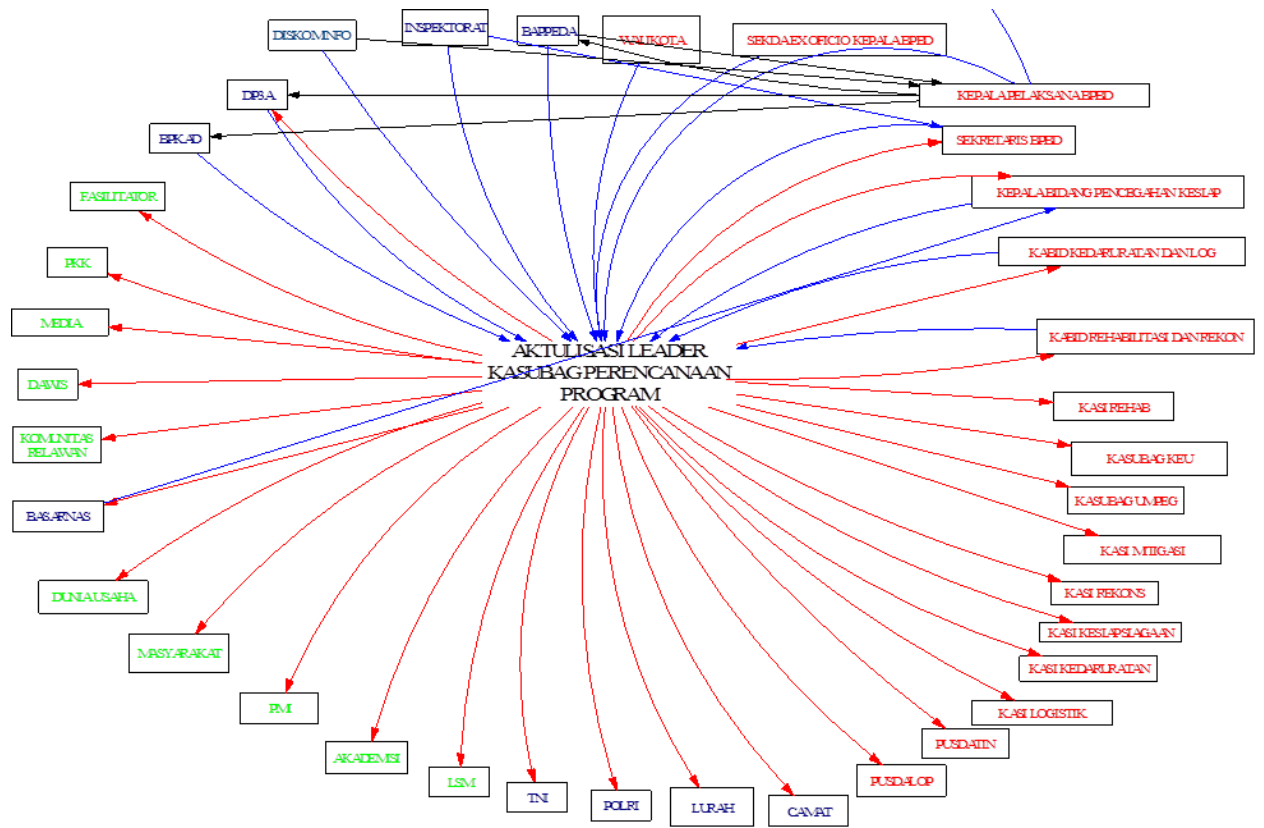 DISKOMINFO
INSPEKTORAT
BAPPEDA
WALIKOTA
SEKDA EX OFICIO KEPALA BPBD
KEPALA PELAKSANA BPBD
SEKRETARIS BPBD
KEPALA BIDANG PENCEGAHAN KESIAP
KABID KEDARURATAN DAN LOG
KABID REHABILITASI DAN REKON
KASI REHAB
KASUBAG KEU
KASUBAG UMPEG
KASI MITIGASI
KASI REKONS
KASI KESIAPSIAGAAN
KASI KEDARURATAN
KASI LOGISTIK
PUSDATIN
PUSDALOP
CAMAT
LURAH
POLRI
TNI
LSM
AKADEMISI
PMI
MASYARAKAT
DUNIA USAHA
BASARNAS
KOMUNITAS
RELAWAN
DAWIS
MEDIA
PKK
FASILITATOR
BPKAD
AKTULISASI LEADER
KASUBAG PERENCANAAN
PROGRAM